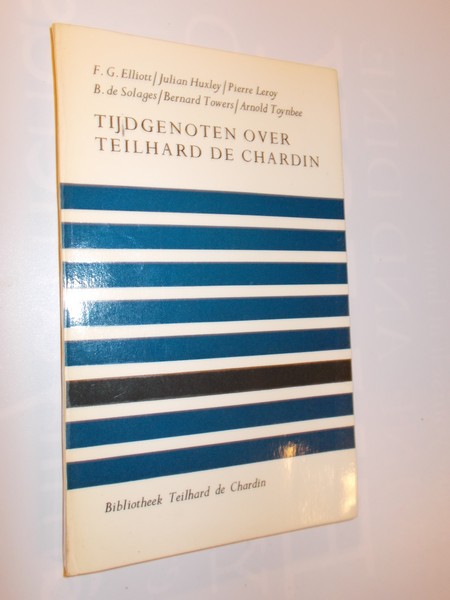 F. G. Elliott/Julian Huxley/Pierre Leroy
B. de Solages/Bernard Towers/Arnold Toynbee
TIJDGENOTEN OVER
TEILHARD DE CHARDIN
Bibliotheek Teilhard de Chardin